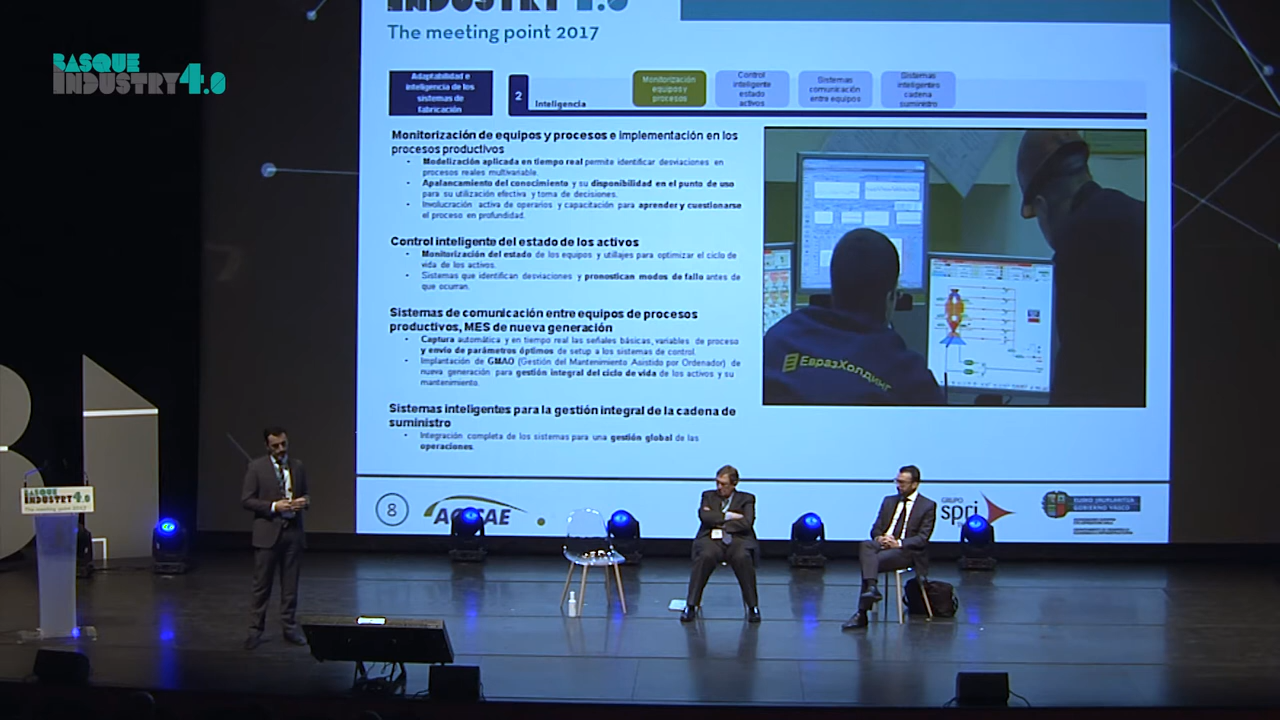 BASQUE
INDUSTRY 4.0
INDUSTRY 4.0
The meeting point 2017
Adaptabilidad e
inteligencia de los
sistemas de
fabricación
2
Inteligencia
Monitorización
equipos y
procesos
Control
inteligente
estado
activos
Sistemas
comunicación
entre equipos
Sistemas
inteligentes
cadena
suministro
Monitorización de equipos y procesos e implementación en los
procesos productivos
- Modelización aplicada en tiempo real permite identificar desviaciones en
procesos reales multivariable.
- Apalancamiento del conocimiento y su disponibilidad en el punto de uso
para su utilización efectiva y toma de decisiones.
- Involucración activa de operarios y capacitación para aprender y cuestionarse
el proceso en profundidad.
Control inteligente del estado de los activos
- Monitorización del estado de los equipos y utillajes para optimizar el ciclo de
vida de los activos.
- Sistemas que identifican desviaciones y pronostican modos de fallo antes de
que ocurran.
Sistemas de comunicación entre equipos de procesos
productivos, MES de nueva generación
- Captura automática y en tiempo real las señales básicas, variables de proceso
y envío de parámetros óptimos de setup a los sistemas de control.
- Implantación de GMAO (Gestión del Mantenimiento Asistido por Ordenador) de
nueva generación para gestión integral del ciclo de vida de los activos y su
mantenimiento.
Sistemas inteligentes para la gestión integral de la cadena de
suministro
- Integración completa de los sistemas para una gestión global de las
operaciones.
ЕвразХолдинг
8
GRUPO
spri
EUSKO JAURLARITZA
GOBIERNO VASCO
BASQUE
INDUSTRY 4.0
The meeting point 2017